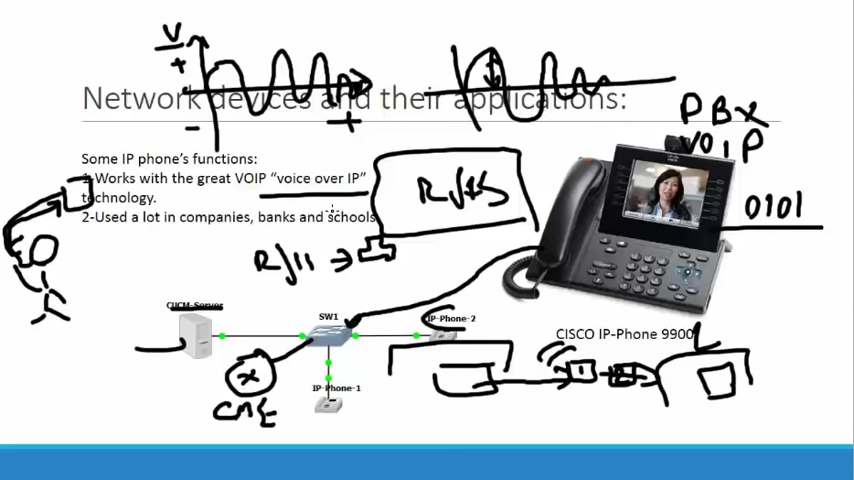 V
+
-
+
Network devices and their applications:
PBX
VOIP
Some IP phone's functions:
1-Works with the great VOIP “voice over IP”
technology.
2-Used a lot in companies, banks and schools
R/45
0101
R/11
CUCM-Server
SW1
IP-Phone-2
CISCO IP-Phone 9900
IP-Phone-1
X
CME